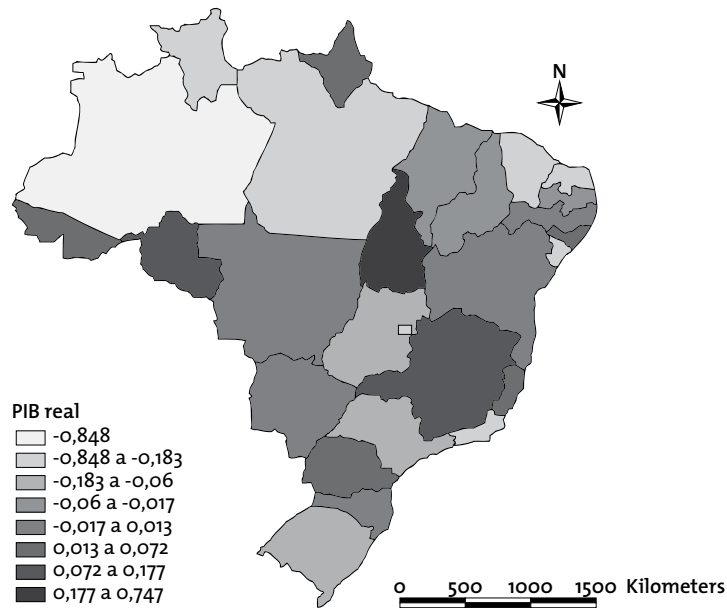 N
PIB real
-0,848
-0,848 a -0,183
-0,183 a -0,06
-0,06 a -0,017
-0,017 a 0,013
0,013 a 0,072
0,072 a 0,177
0,177 a 0,747
0 500 1000 1500 Kilometers